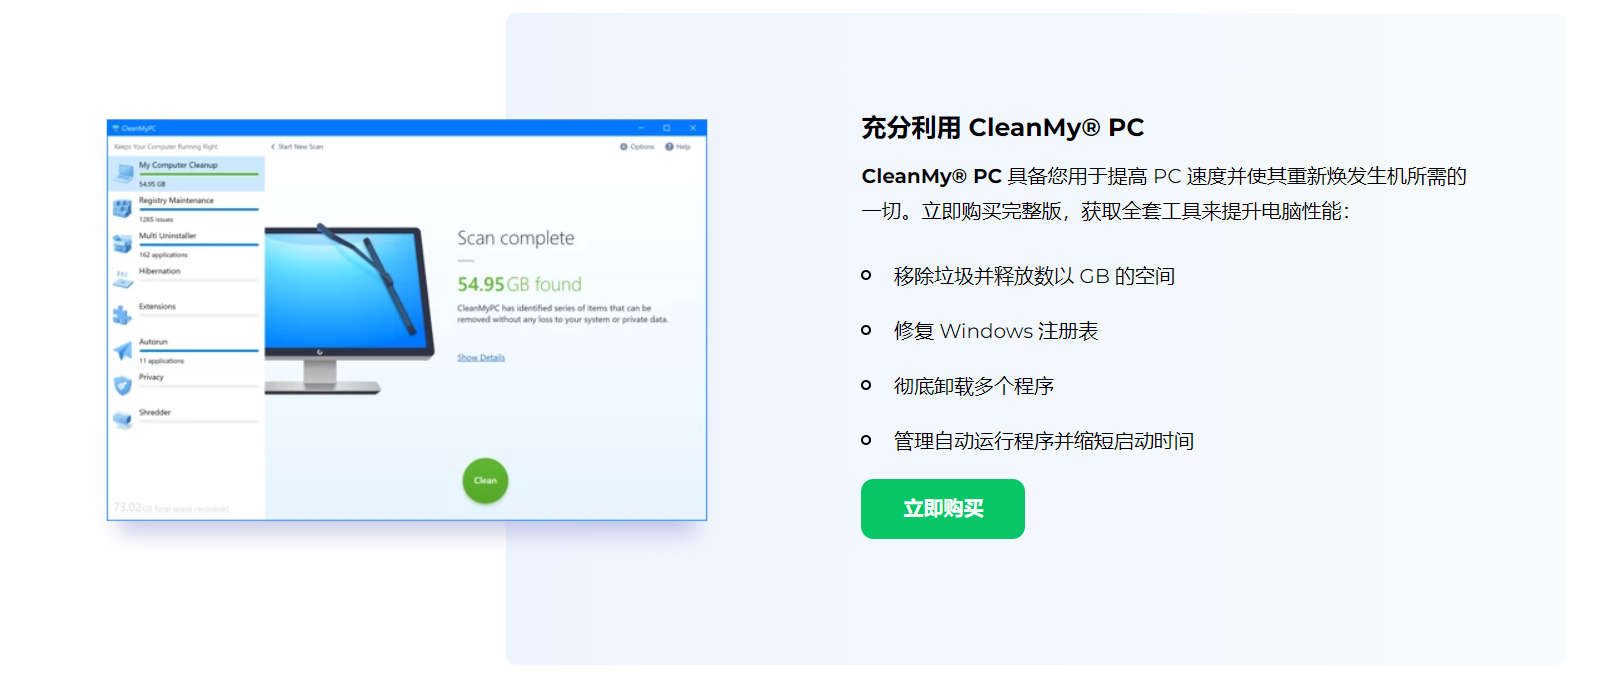 CleanMyPC
Keeps Your Computer Running Right
Start New Scan
Options
Help
My Computer Cleanup
54.95 GB
Registry Maintenance
1265 issues
Multi Uninstaller
162 applications
Hibernation
Extensions
Autorun
11 applications
Privacy
Shredder
73.02 GB Total space recovered
Scan complete
54.95 GB found
CleanMyPC has identified series of items that can be
removed without any loss to your system or private data.
Show Details
Clean
充分利用 CleanMy® PC
CleanMy® PC 具备您用于提高 PC 速度并使其重新焕发生机所需的
一切。立即购买完整版，获取全套工具来提升电脑性能：
移除垃圾并释放数以 GB 的空间
修复 Windows 注册表
彻底卸载多个程序
管理自动运行程序并缩短启动时间
立即购买